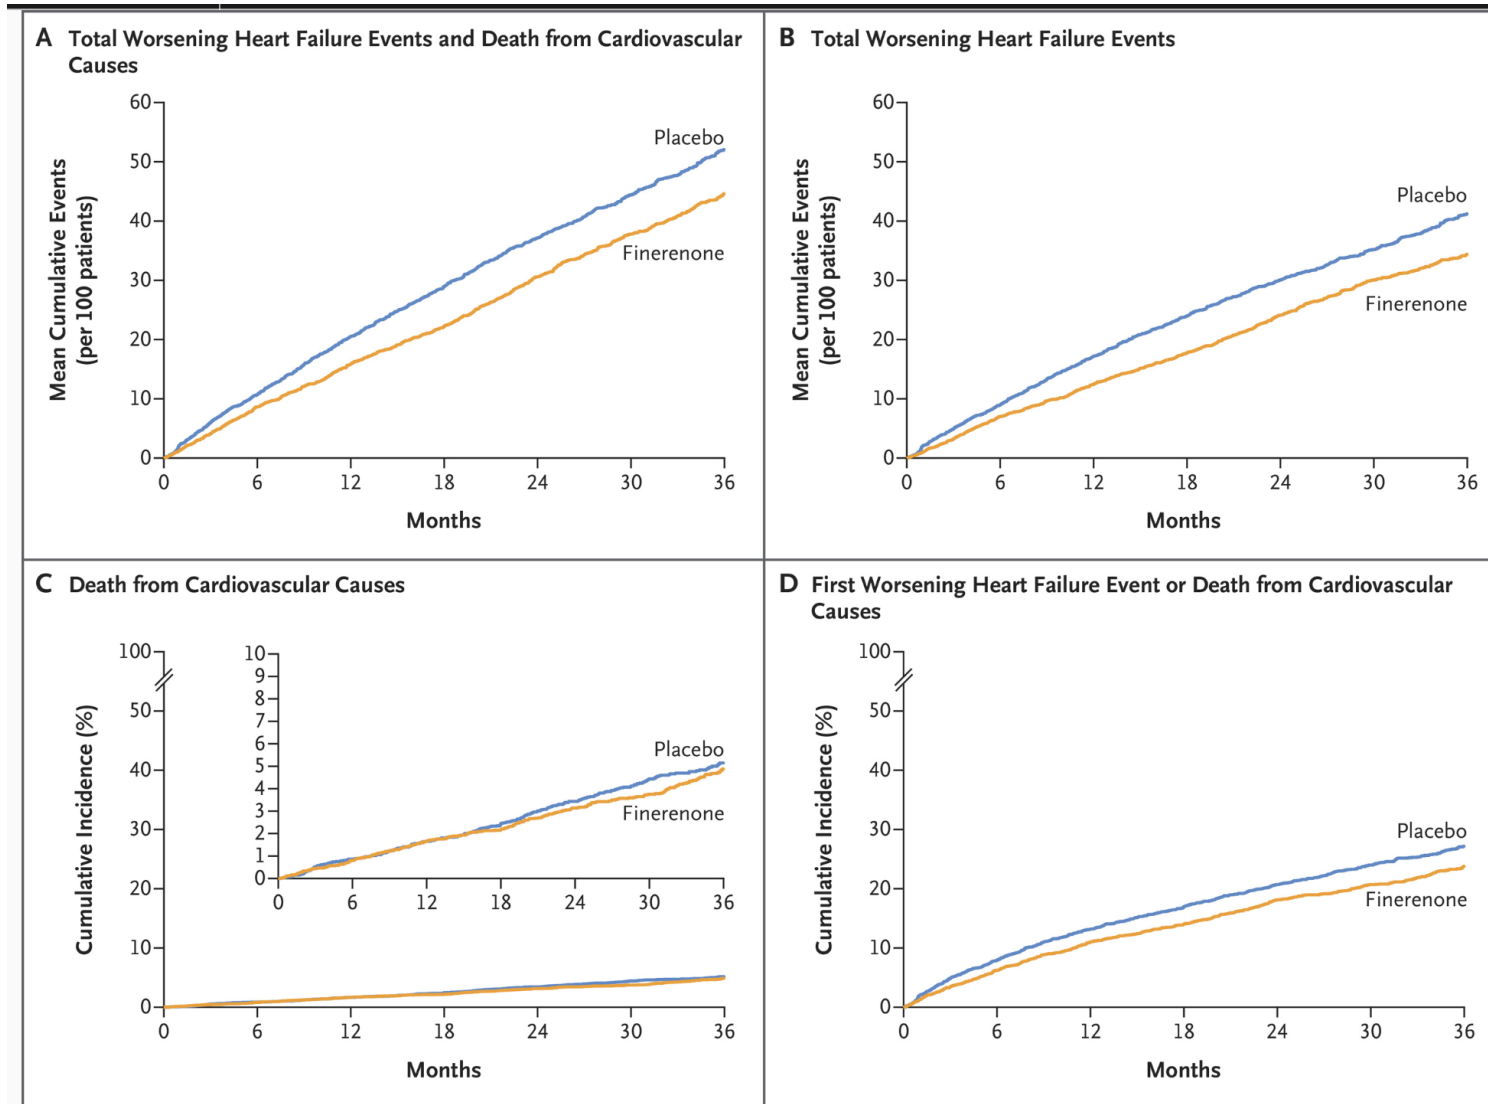 A Total Worsening Heart Failure Events and Death from Cardiovascular
Causes
Mean Cumulative Events
(per 100 patients)
60
50
40
30
20
10
0
Placebo
Finerenone
0 6 12 18 24 30 36
Months
B Total Worsening Heart Failure Events
Mean Cumulative Events
(per 100 patients)
60
50
40
30
20
10
0
Placebo
Finerenone
0 6 12 18 24 30 36
Months
C Death from Cardiovascular Causes
Cumulative Incidence (%)
100
50
40
30
20
10
0
10
9
8
7
6
5
4
3
2
1
0
Placebo
Finerenone
0 6 12 18 24 30 36
0 6 12 18 24 30 36
Months
D First Worsening Heart Failure Event or Death from Cardiovascular
Causes
Cumulative Incidence (%)
100
50
40
30
20
10
0
Placebo
Finerenone
0 6 12 18 24 30 36
Months